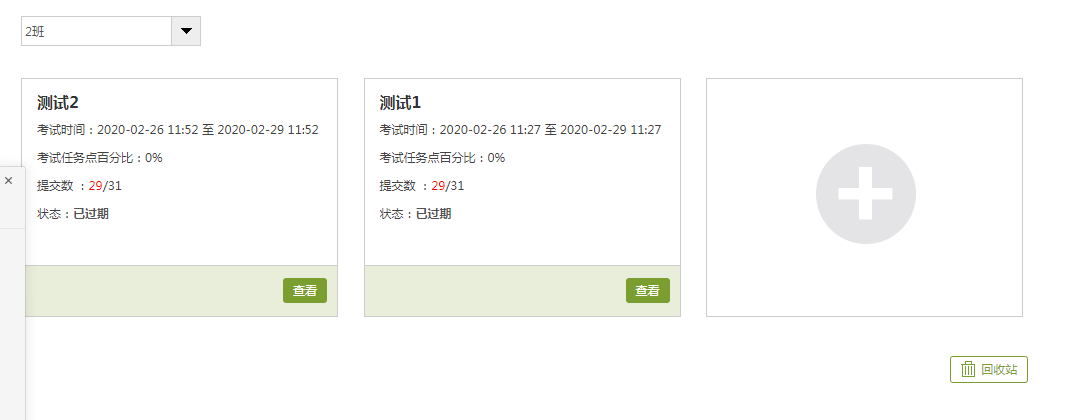 2班
测试2
考试时间：2020-02-26 11:52 至 2020-02-29 11:52
考试任务点百分比：0%
提交数 ：29/31
状态：已过期
查看
测试1
考试时间：2020-02-26 11:27 至 2020-02-29 11:27
考试任务点百分比：0%
提交数 ：29/31
状态：已过期
查看
回收站